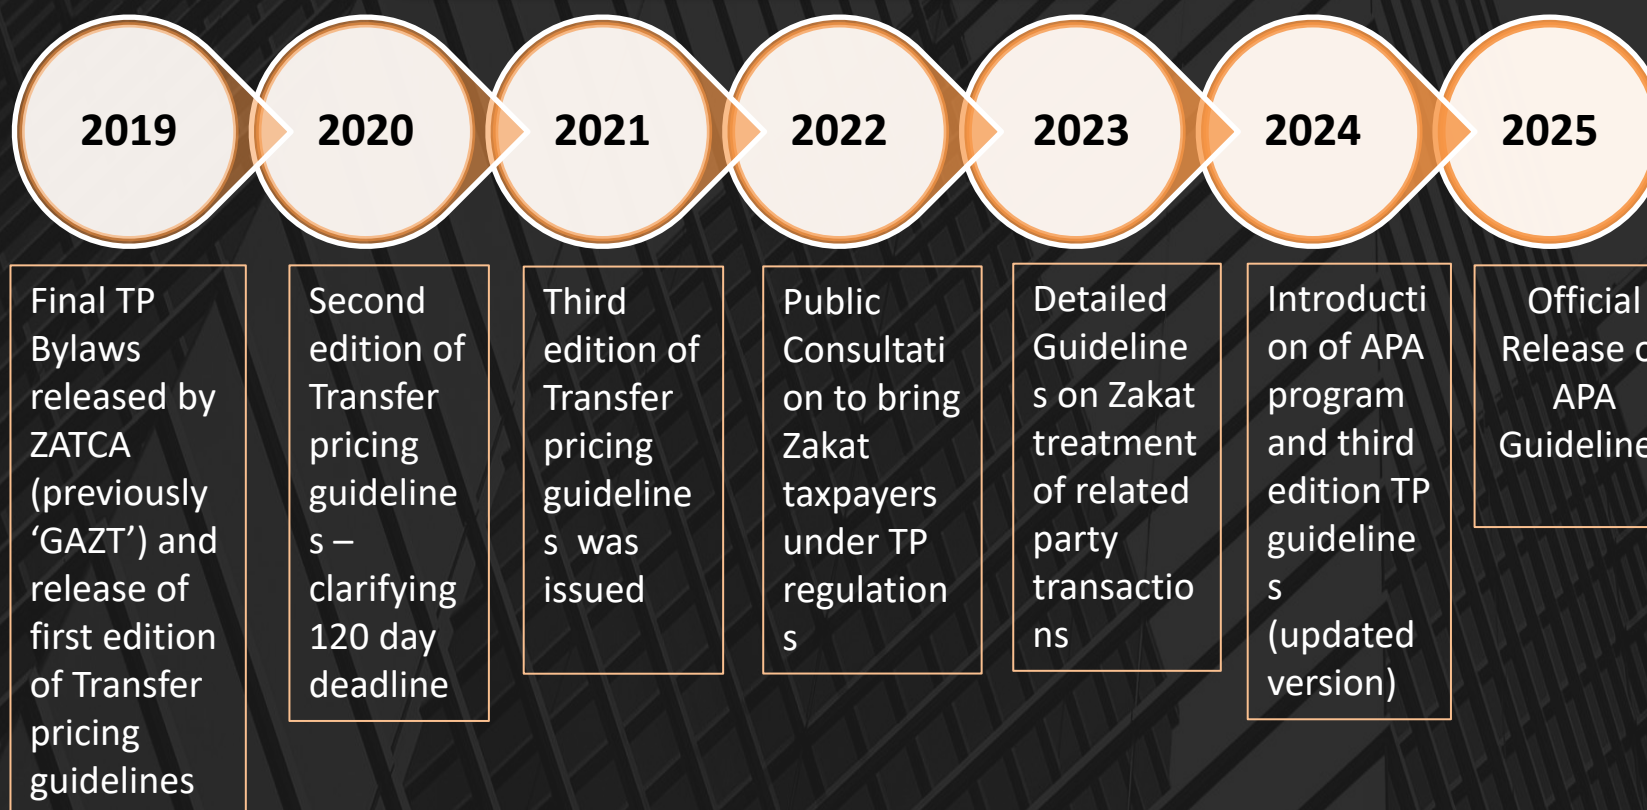 2019
2020
2021
2022
2023
2024
2025
Final TP
Bylaws
released by
ZATCA
(previously
‘GAZT’) and
release of
first edition
of Transfer
pricing
guidelines
Second
edition of
Transfer
pricing
guideline
s –
clarifying
120 day
deadline
Third
edition of
Transfer
pricing
guideline
s was
issued
Public
Consultati
on to bring
Zakat
taxpayers
under TP
regulation
s
Detailed
Guideline
s on Zakat
treatment
of related
party
transactio
ns
Introducti
on of APA
program
and third
edition TP
guideline
s
(updated
version)
Official
Release
APA
Guideline